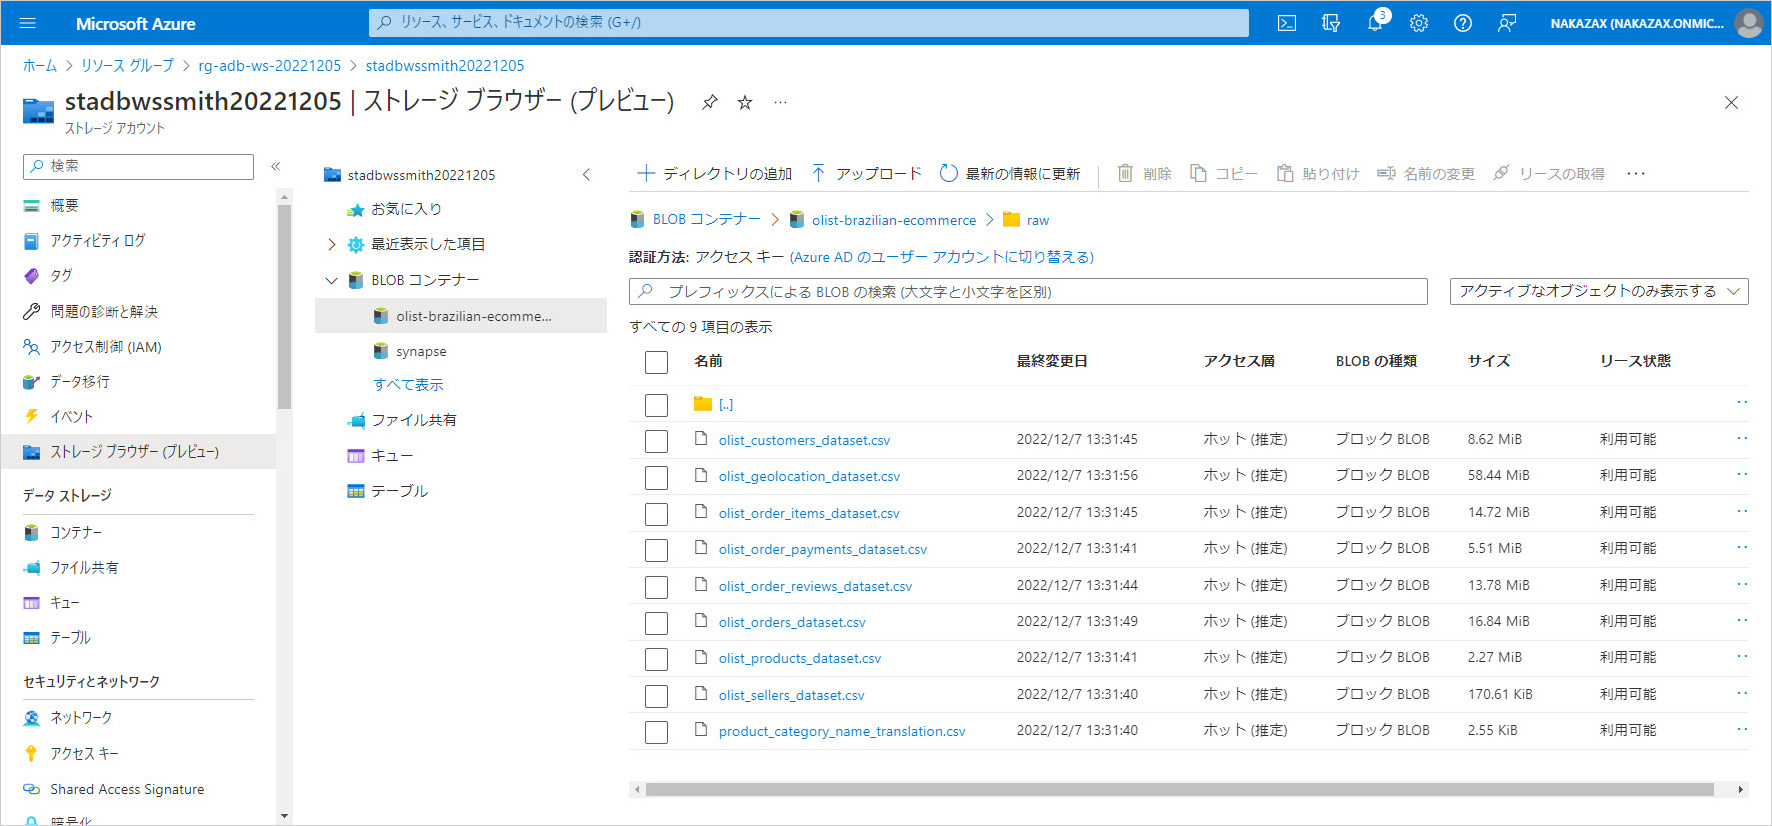 Microsoft Azure
リソース、サービス、ドキュメントの検索 (G+/)
3
NAKAZAX (NAKAZAX.ONMIC...
ホーム > リソース グループ > rg-adb-ws-20221205 > stadbwssmith20221205
stadbwssmith20221205 | ストレージ ブラウザー (プレビュー)
ストレージ アカウント
検索
概要
アクティビティ ログ
タグ
問題の診断と解決
アクセス制御 (IAM)
データ移行
イベント
ストレージ ブラウザー (プレビュー)
データ ストレージ
コンテナー
ファイル共有
キュー
テーブル
セキュリティとネットワーク
ネットワーク
アクセス キー
Shared Access Signature
暗号化
stadbwssmith20221205
お気に入り
最近表示した項目
BLOB コンテナー
olist-brazilian-ecomme...
synapse
すべて表示
ファイル共有
キュー
テーブル
ディレクトリの追加 アップロード 最新の情報に更新 削除 コピー 貼り付け 名前の変更 リースの取得 ...
BLOB コンテナー > olist-brazilian-ecommerce > raw
認証方法: アクセス キー (Azure AD のユーザー アカウントに切り替える)
プレフィックスによる BLOB の検索 (大文字と小文字を区別)
アクティブなオブジェクトのみ表示する
すべての 9 項目の表示
名前 最終変更日 アクセス層 BLOB の種類 サイズ リース状態
[..]
olist_customers_dataset.csv 2022/12/7 13:31:45 ホット (推定) ブロック BLOB 8.62 MiB 利用可能
olist_geolocation_dataset.csv 2022/12/7 13:31:56 ホット (推定) ブロック BLOB 58.44 MiB 利用可能
olist_order_items_dataset.csv 2022/12/7 13:31:45 ホット (推定) ブロック BLOB 14.72 MiB 利用可能
olist_order_payments_dataset.csv 2022/12/7 13:31:41 ホット (推定) ブロック BLOB 5.51 MiB 利用可能
olist_order_reviews_dataset.csv 2022/12/7 13:31:44 ホット (推定) ブロック BLOB 13.78 MiB 利用可能
olist_orders_dataset.csv 2022/12/7 13:31:49 ホット (推定) ブロック BLOB 16.84 MiB 利用可能
olist_products_dataset.csv 2022/12/7 13:31:41 ホット (推定) ブロック BLOB 2.27 MiB 利用可能
olist_sellers_dataset.csv 2022/12/7 13:31:40 ホット (推定) ブロック BLOB 170.61 KiB 利用可能
product_category_name_translation.csv 2022/12/7 13:31:40 ホット (推定) ブロック BLOB 2.55 KiB 利用可能